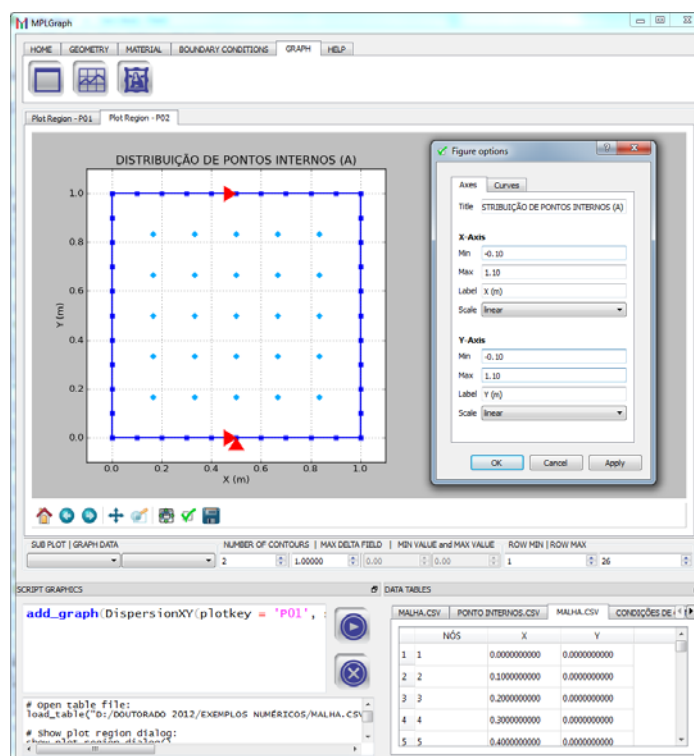 MPLGraph
HOME GEOMETRY MATERIAL BOUNDARY CONDITIONS GRAPH HELP
Plot Region - P01 Plot Region - P02
DISTRIBUIÇÃO DE PONTOS INTERNOS (A)
1.0
0.8
0.6
0.4
0.2
0.0
Y (m)
0.0 0.2 0.4 0.6 0.8 1.0
X (m)
Figure options
Axes Curves
Title STRIBUIÇÃO DE PONTOS INTERNOS (A)
X-Axis
Min -0.10
Max 1.10
Label X (m)
Scale linear
Y-Axis
Min -0.10
Max 1.10
Label Y (m)
Scale linear
OK Cancel Apply
SUB PLOT | GRAPH DATA NUMBER OF CONTOURS | MAX DELTA FIELD | MIN VALUE and MAX VALUE ROW MIN | ROW MAX
2 1.00000 0.00 0.00 1 26
SCRIPT GRAPHICS
add_graph(DispersionXY(plotkey = 'P01',
# Open table file:
load_table("D:/DOUTORADO 2012/EXEMPLOS NUMÉRICOS/MALHA.CSV
# Show plot region dialog:
show_plot_region_dialog()
DATA TABLES
MALHA.CSV PONTO INTERNOS.CSV MALHA.CSV CONDIÇÕES DE
NÓS X Y
1 1 0.0000000000 0.0000000000
2 2 0.1000000000 0.0000000000
3 3 0.2000000000 0.0000000000
4 4 0.3000000000 0.0000000000
5 5 0.4000000000 0.0000000000